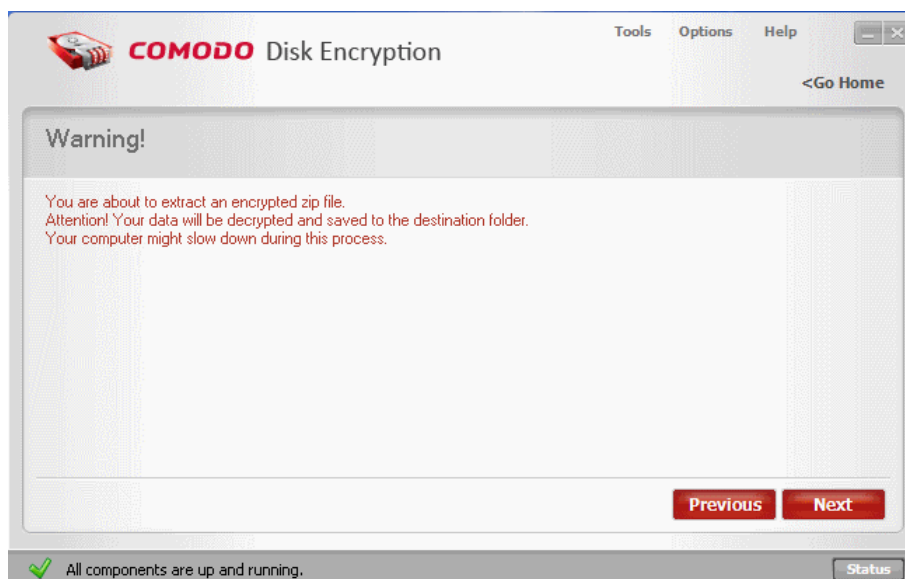 COMODO Disk Encryption
Tools Options Help
<Go Home
Warning!
You are about to extract an encrypted zip file.
Attention! Your data will be decrypted and saved to the destination folder.
Your computer might slow down during this process.
Previous Next
All components are up and running.
Status